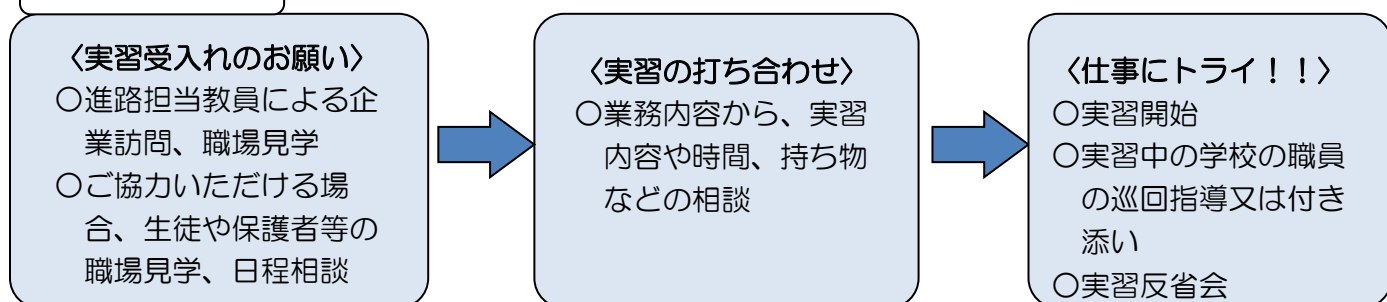 〈実習受入れのお願い〉
〇進路担当教員による企
業訪問、職場見学
〇ご協力いただける場
合、生徒や保護者等の
職場見学、日程相談
〈実習の打ち合わせ〉
〇業務内容から、実習
内容や時間、持ち物
などの相談
〈仕事にトライ！！〉
〇実習開始
〇実習中の学校の職員
の巡回指導又は付き
添い
〇実習反省会